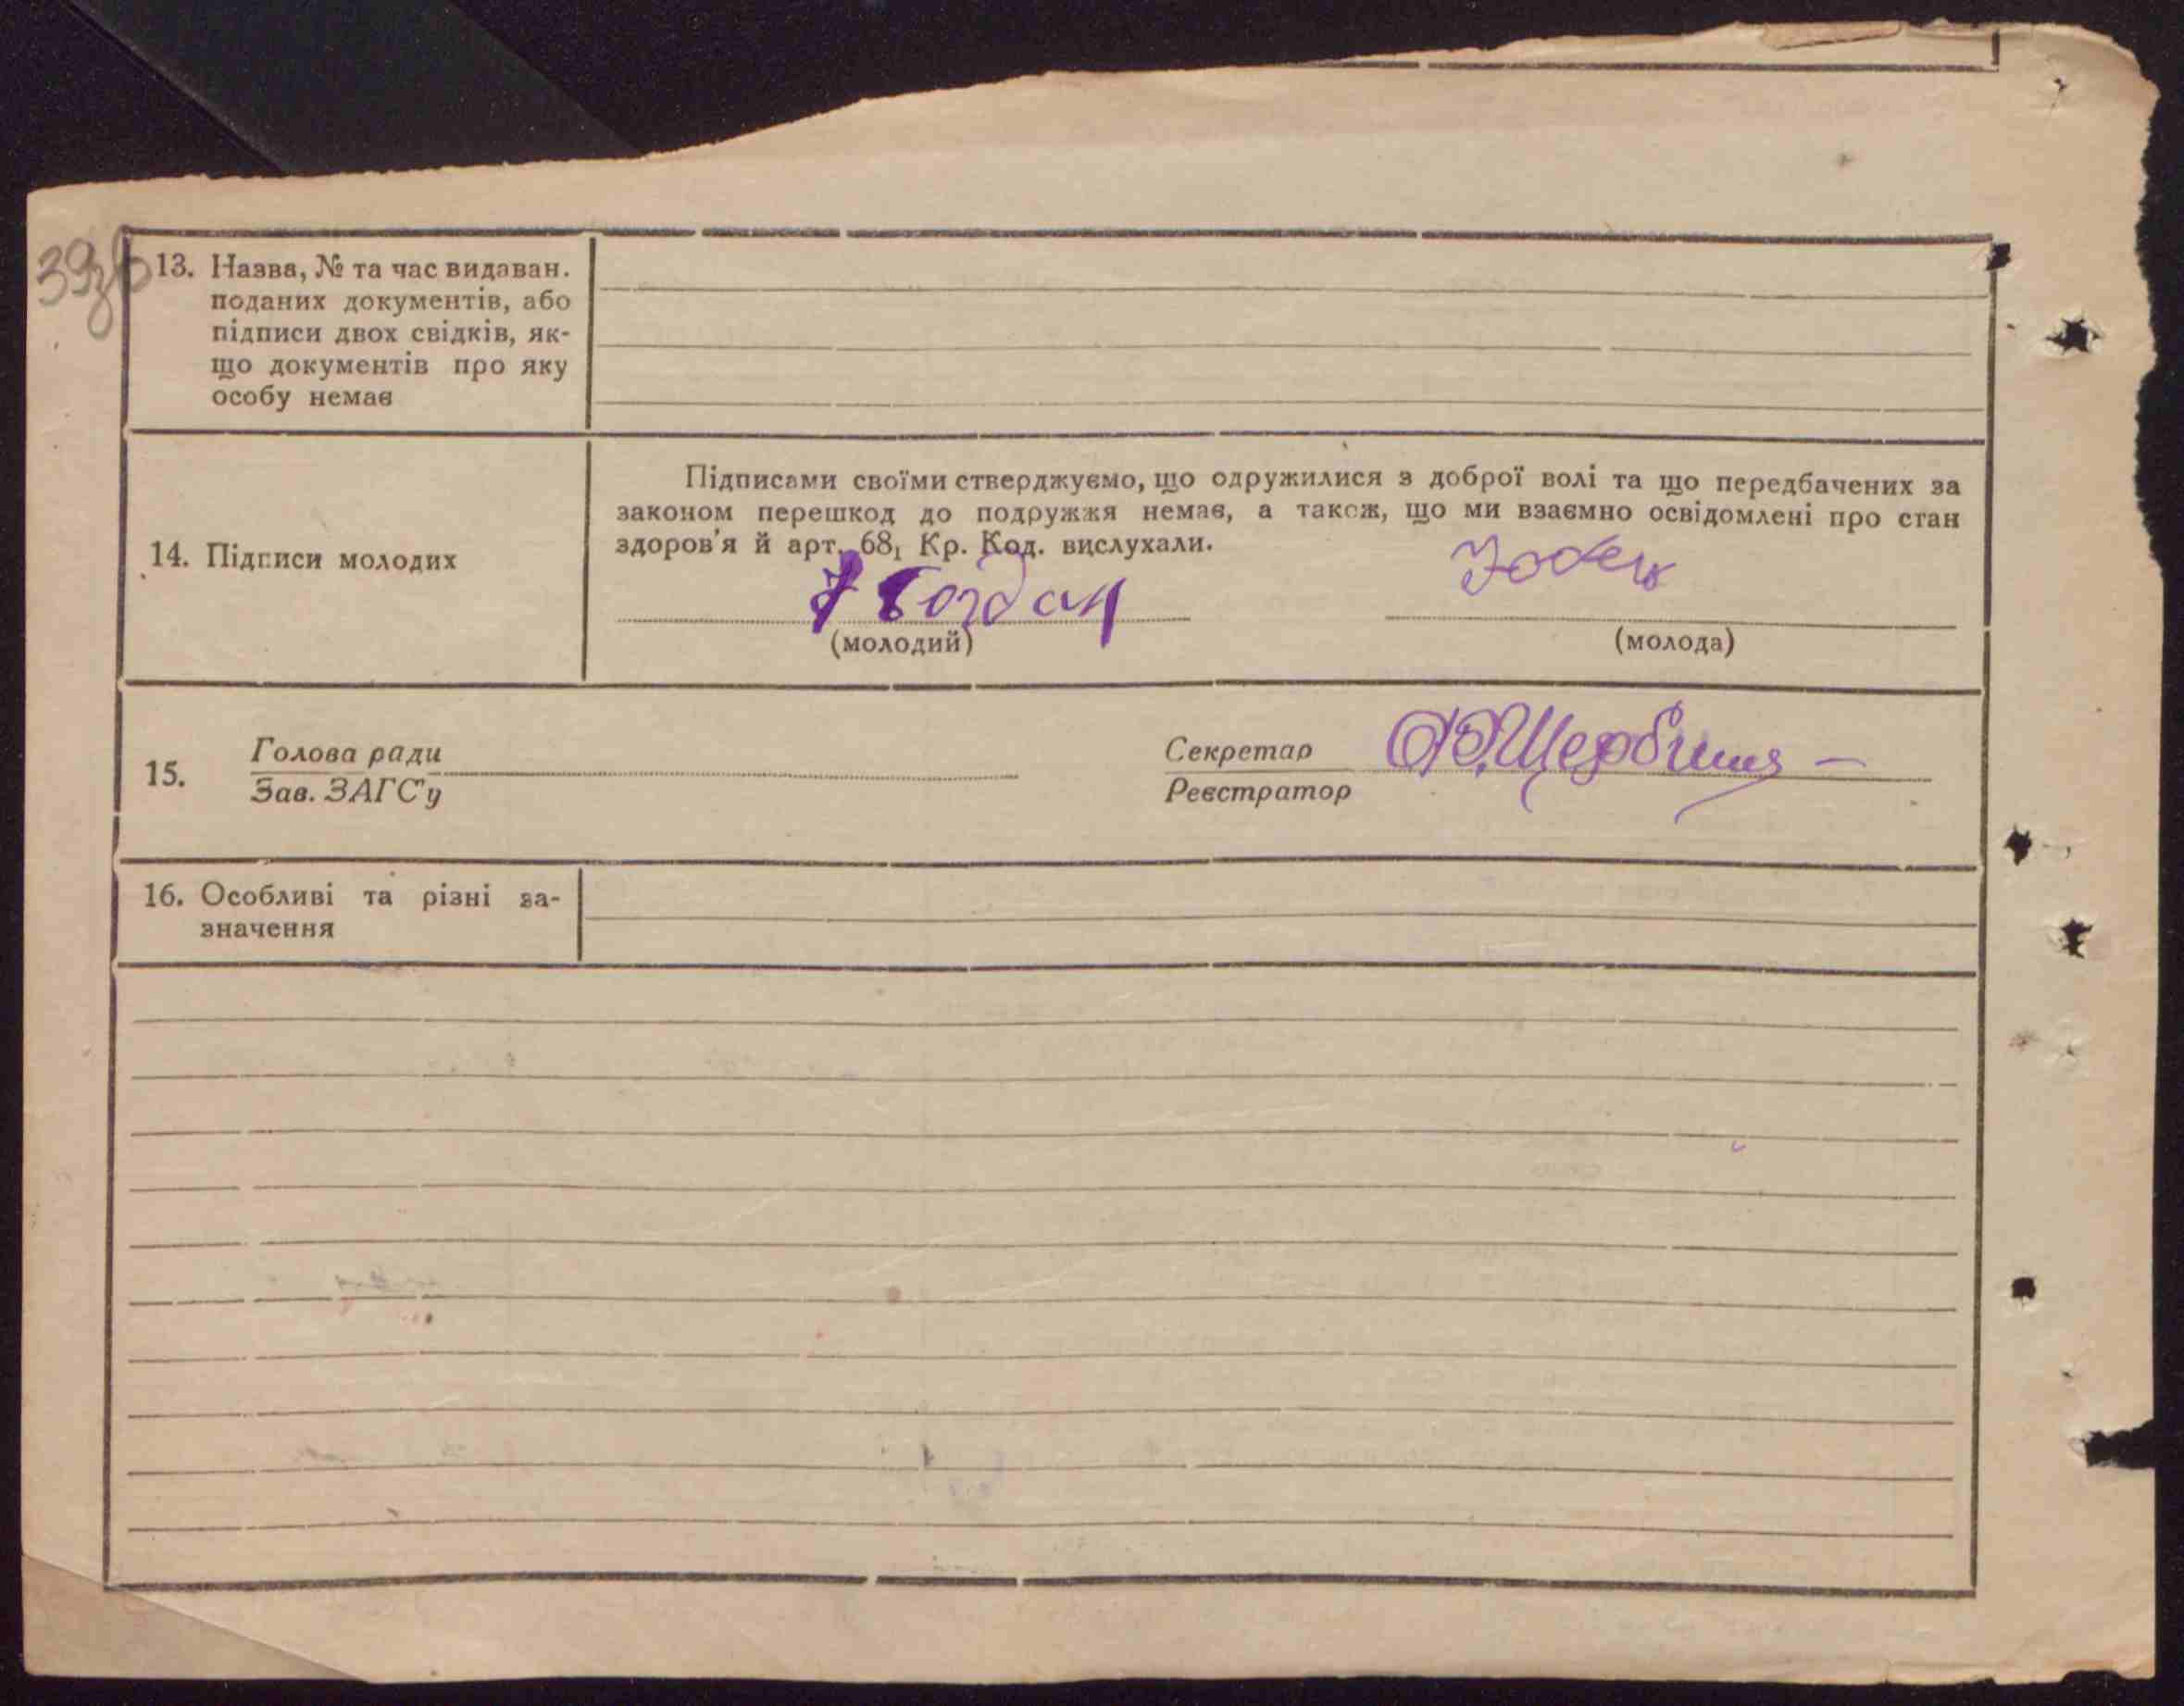 39зв
13. Назва, № та час видаван.
поданих документів, або
підписи двох свідків, як-
що документів про яку
особу немає
14. Підписи молодих
Підписами своїми стверджуємо, що одружилися з доброї волі та що передбачених за
законом перешкод до подружжя немає, а також, що ми взаємно освідомлені про стан
здоров'я й арт. 68₁ Кр. Код. вислухали.
Богдан
(молодий)
(молода)
15. Голова ради
Зав. ЗАГС'у
Секретар
Реєстратор
16. Особливі та різні за-
значення